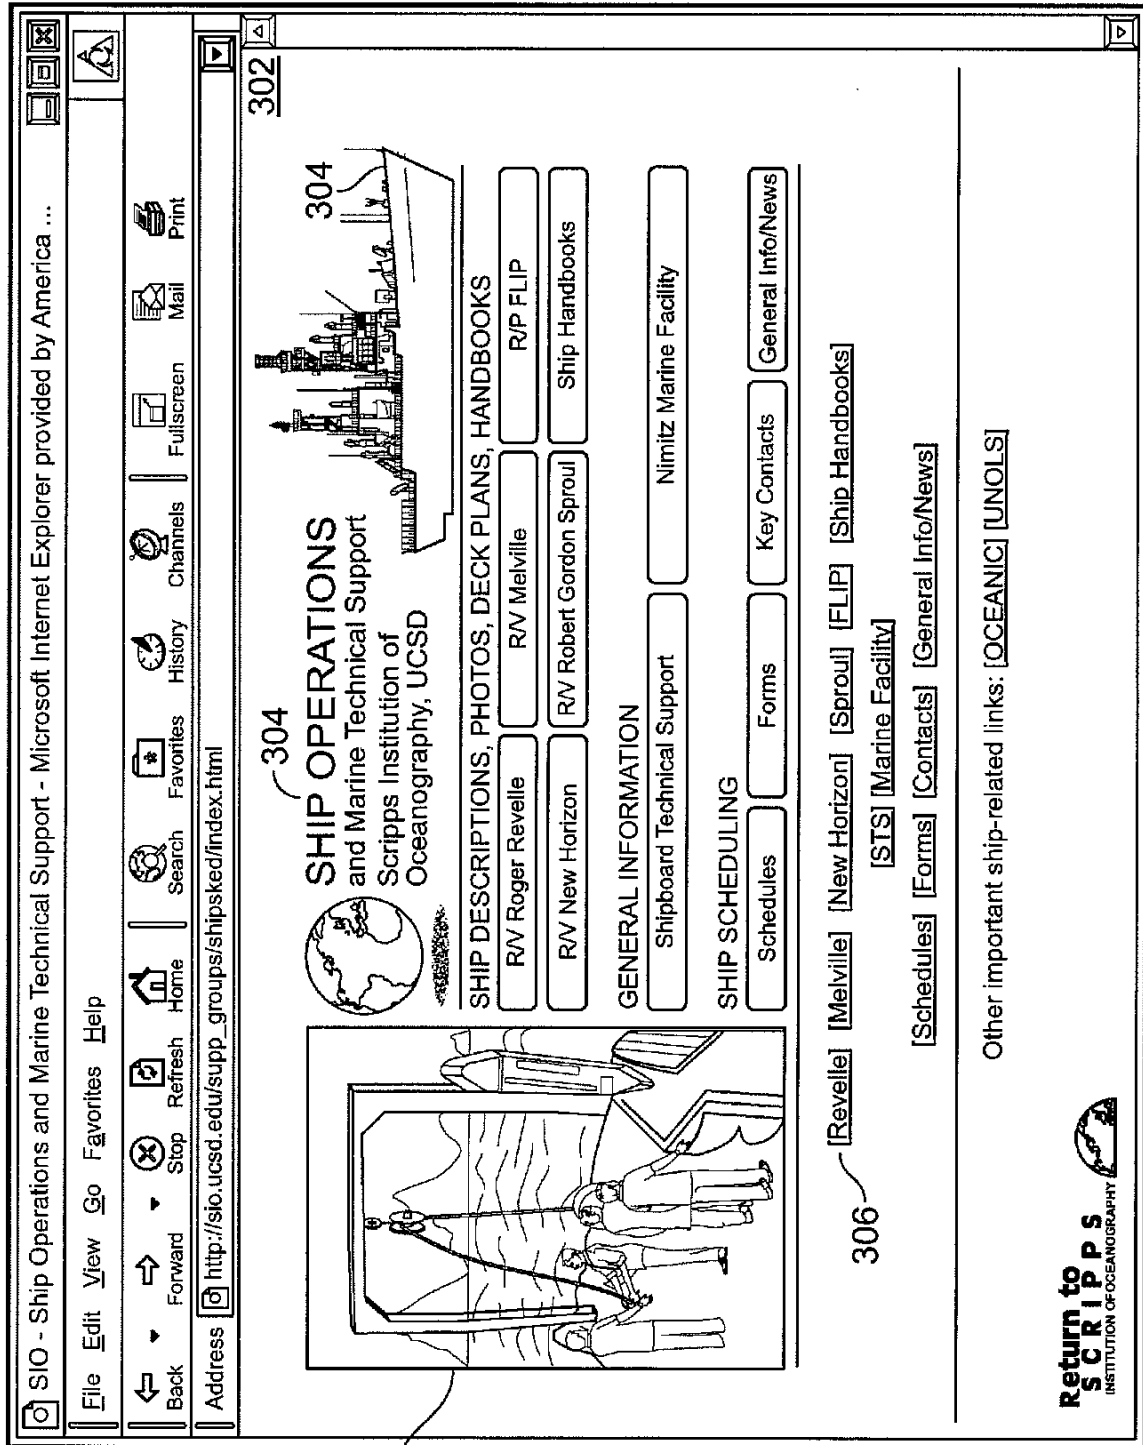 SIO - Ship Operations and Marine Technical Support - Microsoft Internet Explorer provided by America ...
File Edit View Go Favorites Help
Back Forward Stop Refresh Home Search Favorites History Channels Fullscreen Mail Print
Address http://sio.ucsd.edu/supp_groups/shipsked/index.html
302
304
304
SHIP OPERATIONS
and Marine Technical Support
Scripps Institution of
Oceanography, UCSD
SHIP DESCRIPTIONS, PHOTOS, DECK PLANS, HANDBOOKS
R/V Roger Revelle R/V Melville R/P FLIP
R/V New Horizon R/V Robert Gordon Sproul Ship Handbooks
GENERAL INFORMATION
Shipboard Technical Support Nimitz Marine Facility
SHIP SCHEDULING
Schedules Forms Key Contacts General Info/News
306
[Revelle] [Melville] [New Horizon] [Sproul] [FLIP] [Ship Handbooks]
[STS] [Marine Facility]
[Schedules] [Forms] [Contacts] [General Info/News]
Other important ship-related links: [OCEANIC] [UNOLS]
Return to
SCRIPPS
INSTITUTION OF OCEANOGRAPHY